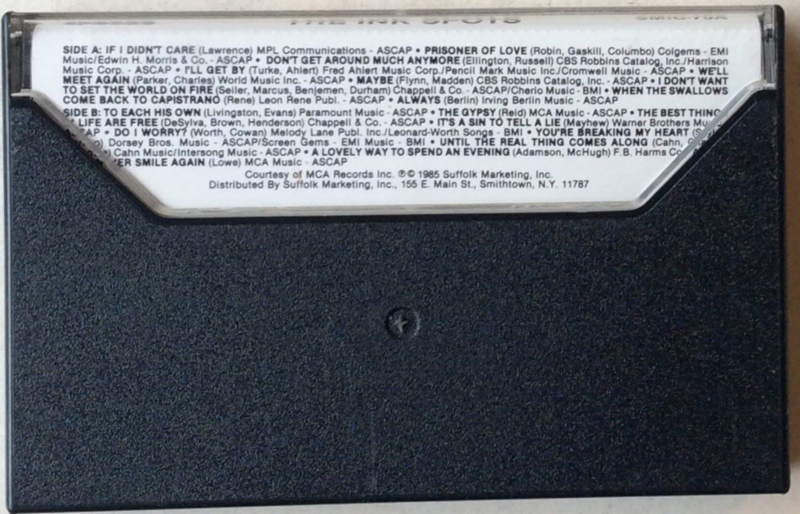 THE INK SPOTS
SIDE A: IF I DIDN'T CARE (Lawrence) MPL Communications - ASCAP • PRISONER OF LOVE (Robin, Gaskill, Columbo) Colgems - EMI
Music/Edwin H. Morris & Co. - ASCAP • DON'T GET AROUND MUCH ANYMORE (Ellington, Russell) CBS Robbins Catalog, Inc./Harrison
Music Corp. - ASCAP • I'LL GET BY (Turke, Ahlert) Fred Ahlert Music Corp./Pencil Mark Music Inc./Cromwell Music - ASCAP • WE'LL
MEET AGAIN (Parker, Charles) World Music Inc. - ASCAP • MAYBE (Flynn, Madden) CBS Robbins Catalog, Inc. - ASCAP • I DON'T WANT
TO SET THE WORLD ON FIRE (Seiler, Marcus, Benjemen, Durham) Chappell & Co. - ASCAP/Cherio Music - BMI • WHEN THE SWALLOWS
COME BACK TO CAPISTRANO (Rene) Leon Rene Publ. - ASCAP • ALWAYS (Berlin) Irving Berlin Music - ASCAP
SIDE B: TO EACH HIS OWN (Livingston, Evans) Paramount Music - ASCAP • THE GYPSY (Reid) MCA Music - ASCAP • THE BEST THING
LIFE ARE FREE (DeSylva, Brown, Henderson) Chappell & Co. - ASCAP • IT'S A SIN TO TELL A LIE (Mayhew) Warner Brothers
• DO I WORRY? (Worth, Cowan) Melody Lane Publ. Inc./Leonard-Worth Songs - BMI • YOU'RE BREAKING MY HEART
Dorsey Bros. Music - ASCAP/Screen Gems - EMI Music - BMI • UNTIL THE REAL THING COMES ALONG (Cahn,
Cahn Music/Intersong Music - ASCAP • A LOVELY WAY TO SPEND AN EVENING (Adamson, McHugh) F.B. Harms
SMILE AGAIN (Lowe) MCA Music - ASCAP
Courtesy of MCA Records Inc. ℗© 1985 Suffolk Marketing, Inc.
Distributed By Suffolk Marketing, Inc., 155 E. Main St., Smithtown, N.Y. 11787